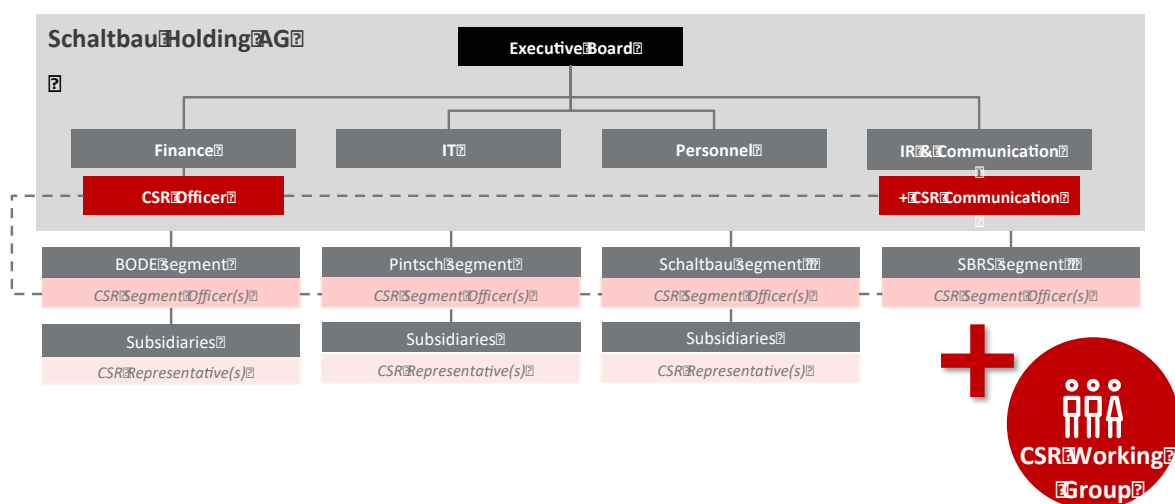 Schaltbau Holding AG
Executive Board
Finance
IT
Personnel
IR & Communication
CSR Officer
+ CSR Communication
BODE segment
Pintsch segment
Schaltbau segment
SBRS segment
CSR Segment Officer(s)
CSR Segment Officer(s)
CSR Segment Officer(s)
CSR Segment Officer(s)
Subsidiaries
Subsidiaries
Subsidiaries
CSR Representative(s)
CSR Representative(s)
CSR Representative(s)
CSR Working
Group